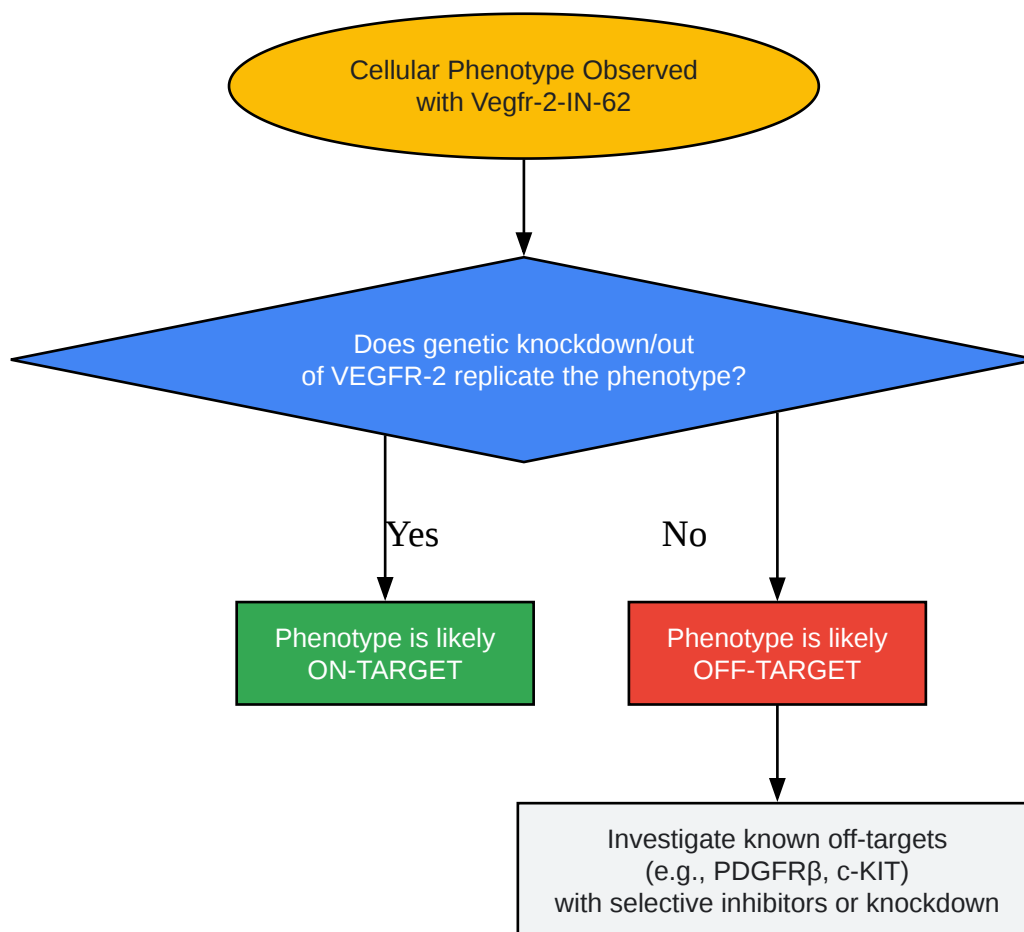 Cellular Phenotype Observed
with Vegfr-2-IN-62
Does genetic knockdown/out
of VEGFR-2 replicate the phenotype?
Yes
No
Phenotype is likely
ON-TARGET
Phenotype is likely
OFF-TARGET
Investigate known off-targets
(e.g., PDGFRβ, c-KIT)
with selective inhibitors or knockdown